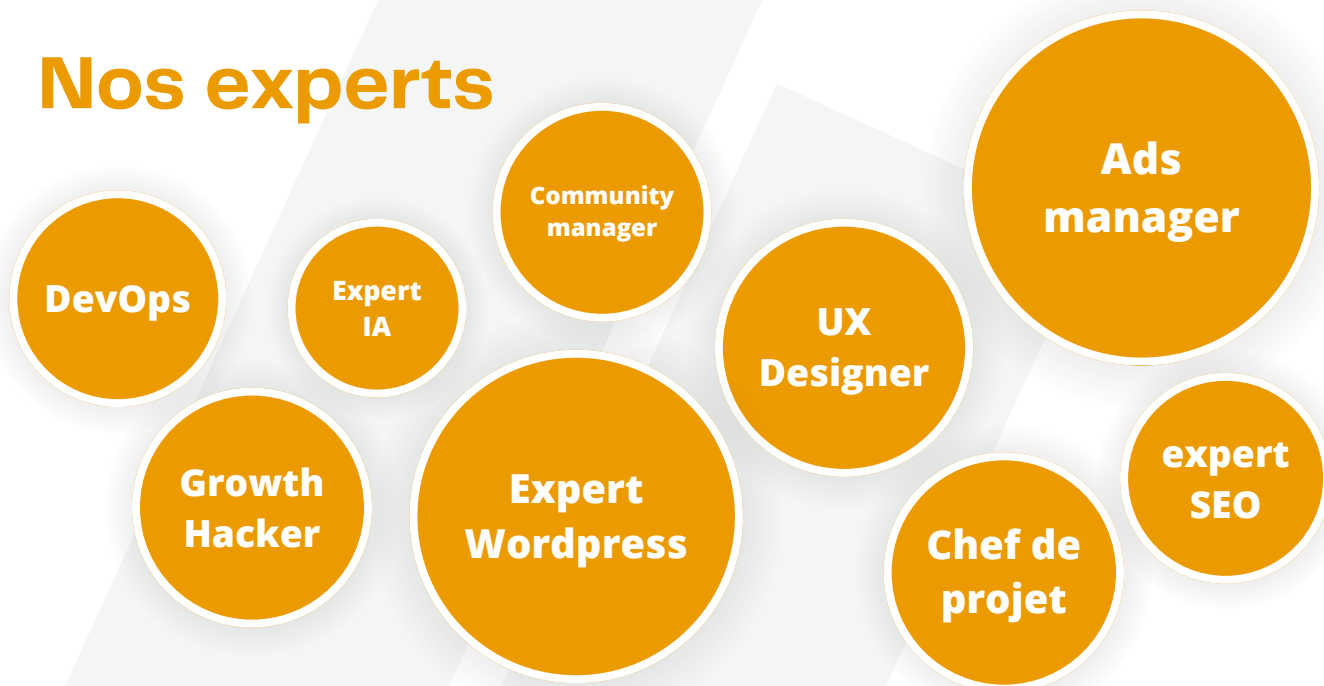 Nos experts
DevOps
Expert
IA
Community
manager
UX
Designer
Ads
manager
Growth
Hacker
Expert
Wordpress
Chef de
projet
expert
SEO